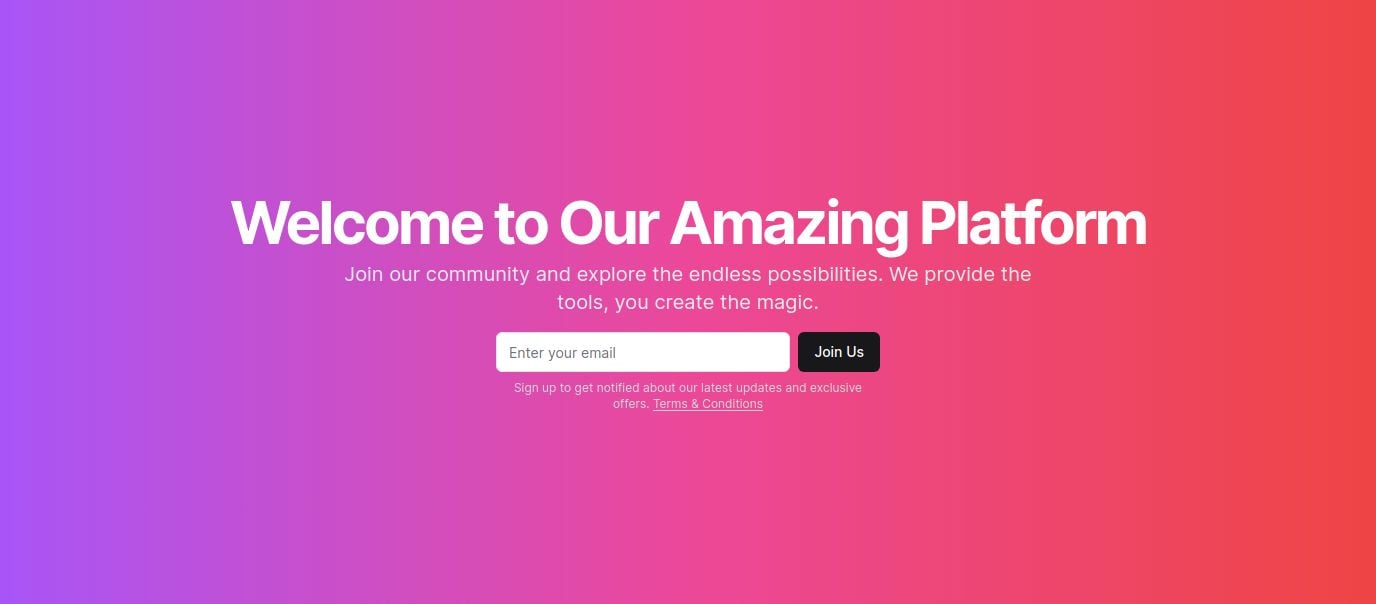 Welcome to Our Amazing Platform
Join our community and explore the endless possibilities. We provide the
tools, you create the magic.
Enter your email
Join Us
Sign up to get notified about our latest updates and exclusive
offers. Terms & Conditions